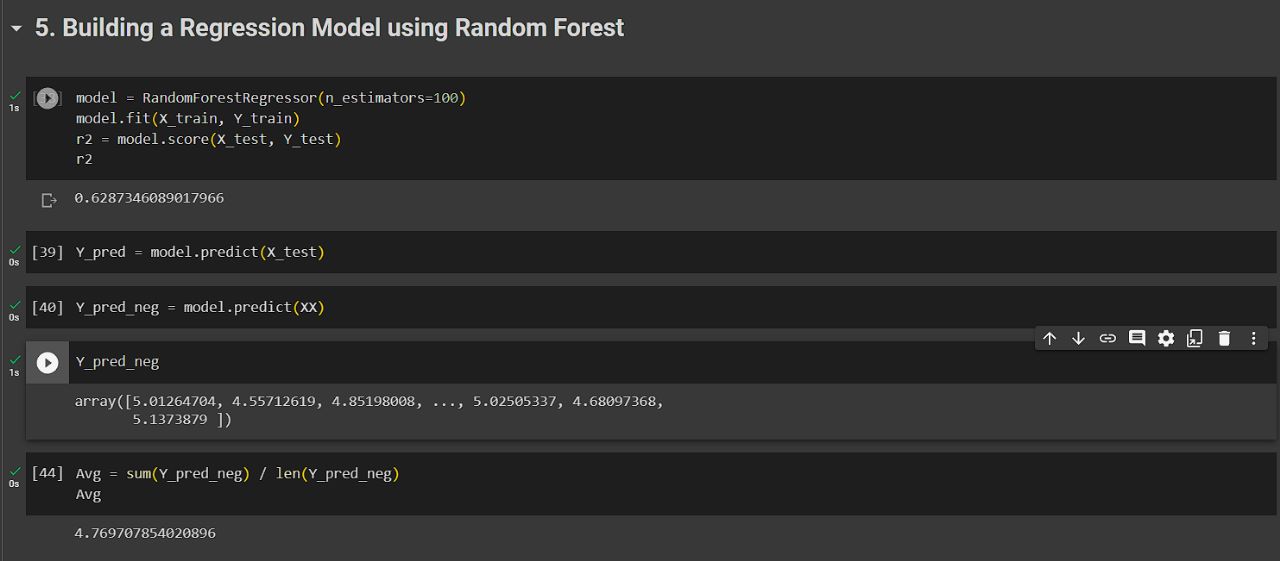 5. Building a Regression Model using Random Forest
1s
model = RandomForestRegressor(n_estimators=100)
model.fit(X_train, Y_train)
r2 = model.score(X_test, Y_test)
r2
0.6287346089017966
0s
[39] Y_pred = model.predict(X_test)
0s
[40] Y_pred_neg = model.predict(XX)
1s
Y_pred_neg
array([5.01264704, 4.55712619, 4.85198008, ..., 5.02505337, 4.68097368,
5.1373879 ])
0s
[44] Avg = sum(Y_pred_neg) / len(Y_pred_neg)
Avg
4.769707854020896